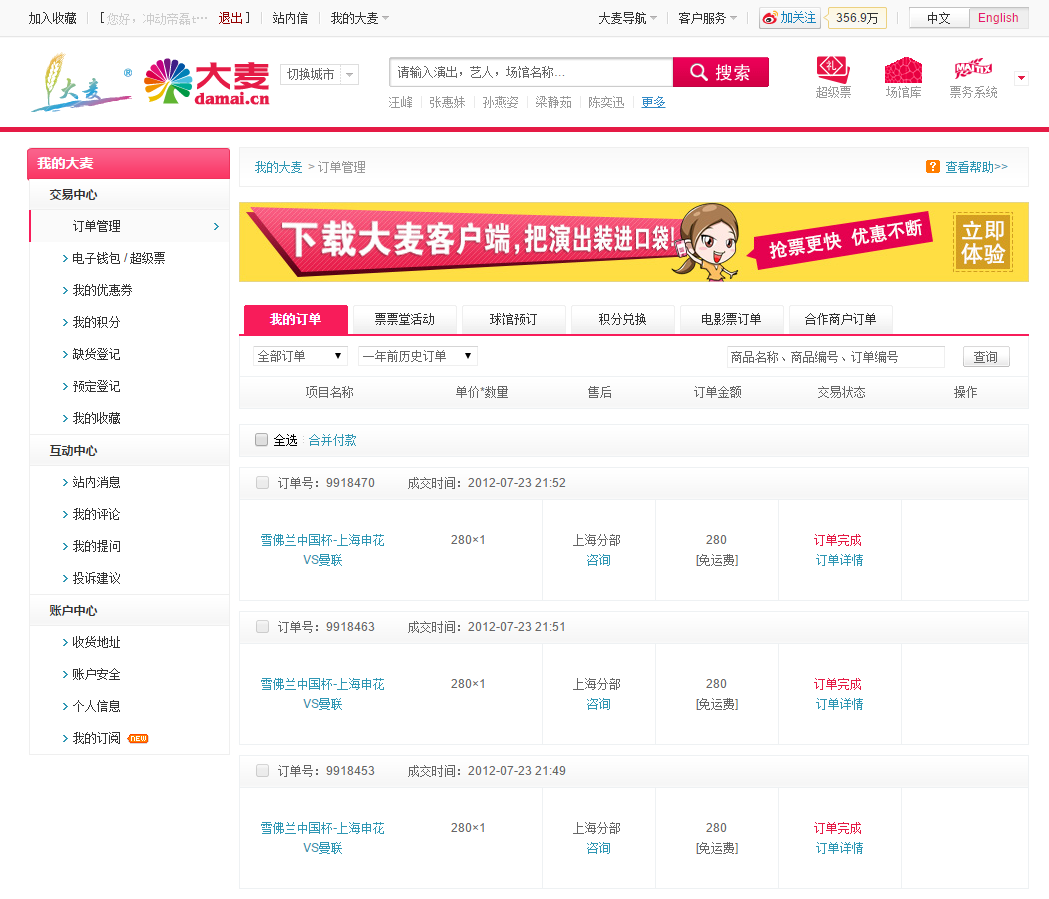 加入收藏 [ 您好，冲动帝磊t··· 退出 ] 站内信 我的大麦 大麦导航 客户服务 加关注 356.9万 中文 English
大麦 ® 大麦 damai.cn 切换城市 请输入演出，艺人，场馆名称... 搜索 礼 超级票 场馆库 MaiTix 票务系统
汪峰 张惠妹 孙燕姿 梁静茹 陈奕迅 更多
我的大麦
交易中心
订单管理
电子钱包 / 超级票
我的优惠券
我的积分
缺货登记
预定登记
我的收藏
互动中心
站内消息
我的评论
我的提问
投诉建议
账户中心
收货地址
账户安全
个人信息
我的订阅 NEW
我的大麦 > 订单管理 ? 查看帮助>>
下载大麦客户端,把演出装进口袋! 抢票更快 优惠不断 立即体验
我的订单 票票堂活动 球馆预订 积分兑换 电影票订单 合作商户订单
全部订单 一年前历史订单 商品名称、商品编号、订单编号 查询
项目名称 单价*数量 售后 订单金额 交易状态 操作
全选 合并付款
订单号：9918470 成交时间：2012-07-23 21:52
雪佛兰中国杯-上海申花 280×1 上海分部 280 订单完成
VS曼联 咨询 [免运费] 订单详情
订单号：9918463 成交时间：2012-07-23 21:51
雪佛兰中国杯-上海申花 280×1 上海分部 280 订单完成
VS曼联 咨询 [免运费] 订单详情
订单号：9918453 成交时间：2012-07-23 21:49
雪佛兰中国杯-上海申花 280×1 上海分部 280 订单完成
VS曼联 咨询 [免运费] 订单详情